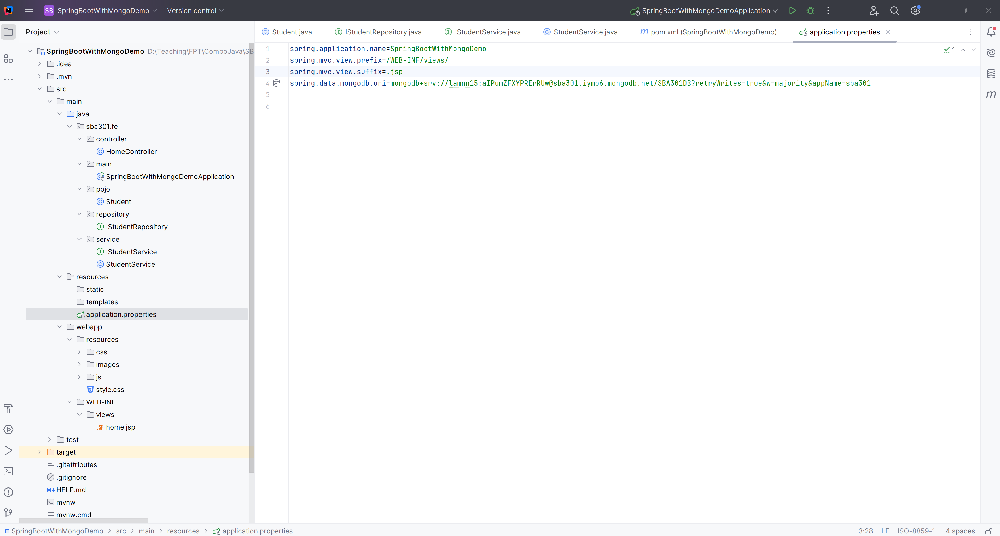 SB SpringBootWithMongoDemo Version control SpringBootWithMongoDemoApplication
Project
Student.java IStudentRepository.java IStudentService.java StudentService.java m pom.xml (SpringBootWithMongoDemo) application.properties
SpringBootWithMongoDemo D:\Teaching\FPT\ComboJava\SB
.idea
.mvn
src
main
java
sba301.fe
controller
HomeController
main
SpringBootWithMongoDemoApplication
pojo
Student
repository
IStudentRepository
service
IStudentService
StudentService
resources
static
templates
application.properties
webapp
resources
css
images
js
style.css
WEB-INF
views
JSP home.jsp
test
target
.gitattributes
.gitignore
M↓ HELP.md
mvnw
mvnw.cmd
1 spring.application.name=SpringBootWithMongoDemo
2 spring.mvc.view.prefix=/WEB-INF/views/
3 spring.mvc.view.suffix=.jsp
4 spring.data.mongodb.uri=mongodb+srv://lamnn15:aIPumZFXYPRErRUw@sba301.iymo6.mongodb.net/SBA301DB?retryWrites=true&w=majority&appName=sba301
5
6
1
m
SpringBootWithMongoDemo > src > main > resources > application.properties
3:28 LF ISO-8859-1 4 spaces